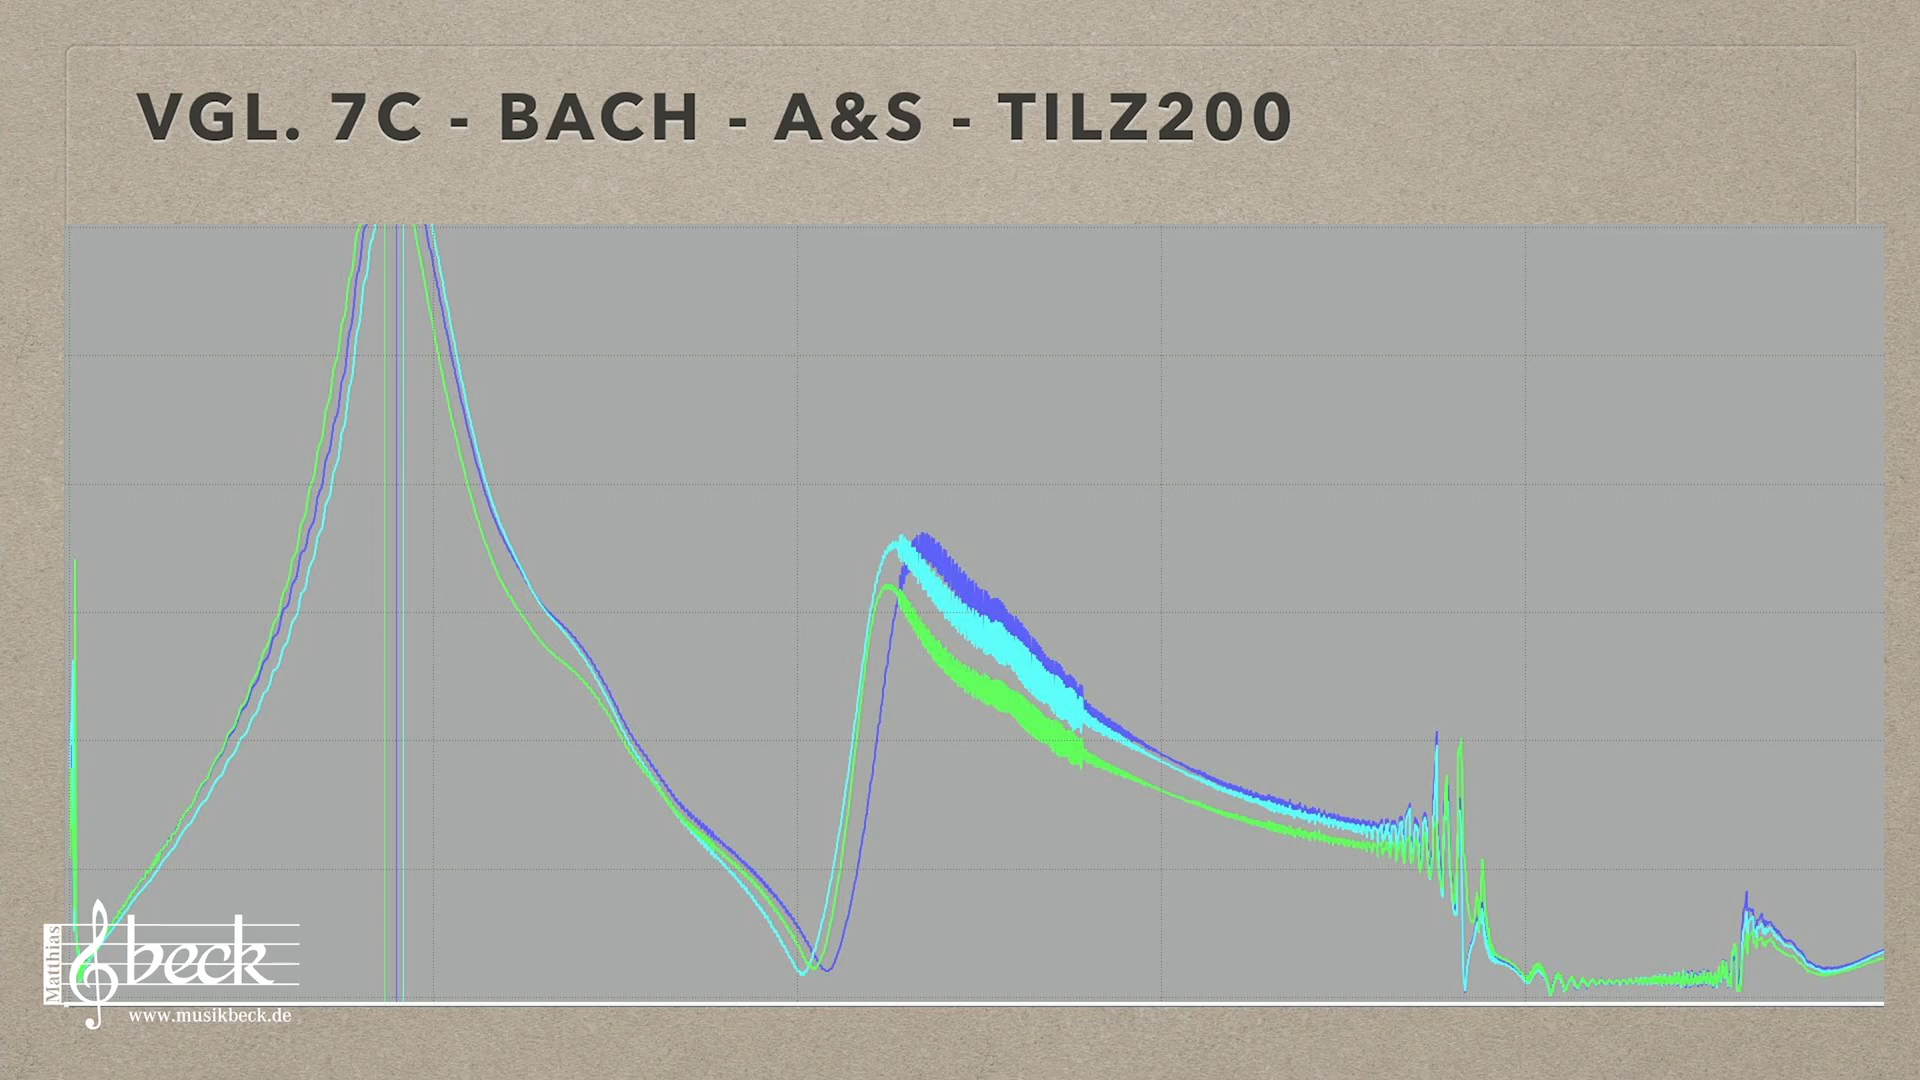 VGL. 7C - BACH - A&S - TILZ200
Matthias
beck
www.musikbeck.de